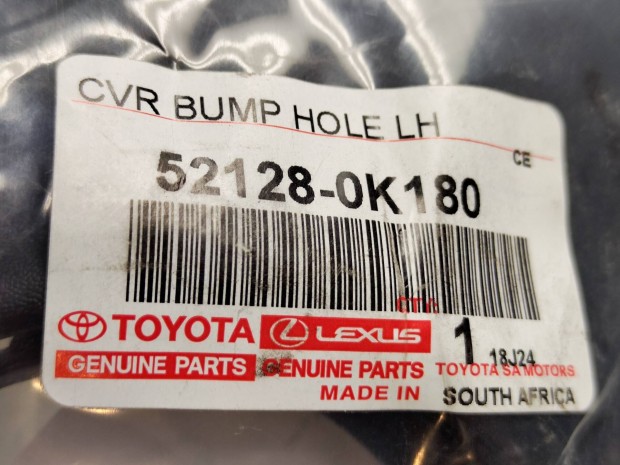 CVR BUMP HOLE LH
CE
52128-0K180
TOYOTA LEXUS 1 18J24
GENUINE PARTS GENUINE PARTS TOYOTA SA MOTORS
MADE IN SOUTH AFRICA